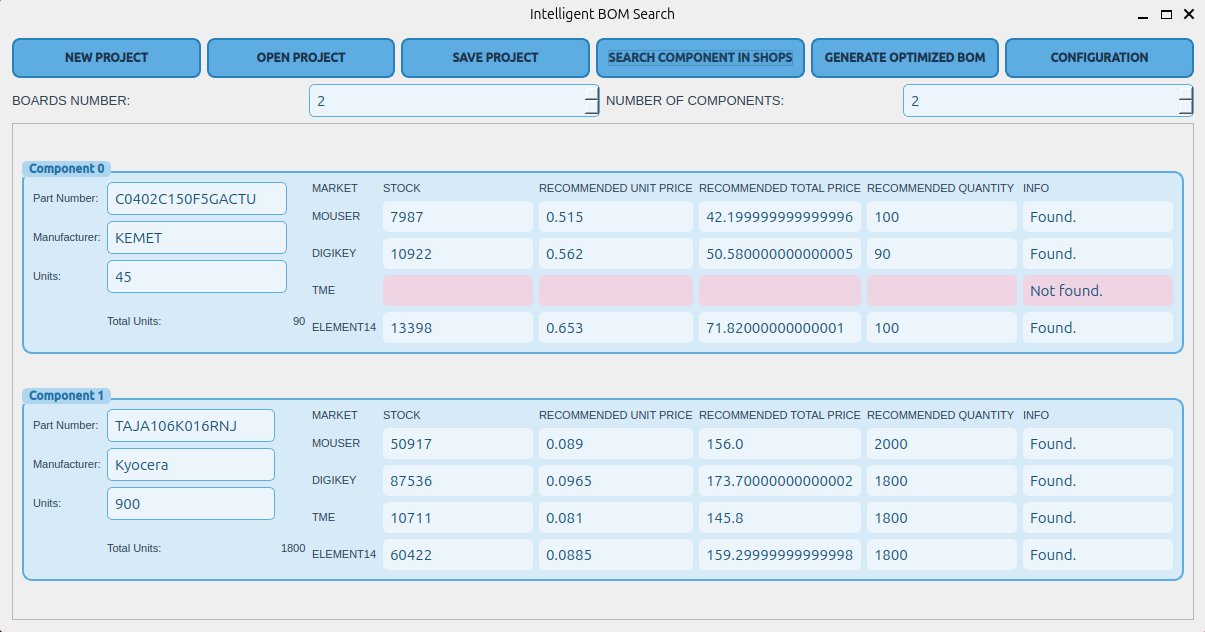 Intelligent BOM Search
NEW PROJECT OPEN PROJECT SAVE PROJECT SEARCH COMPONENT IN SHOPS GENERATE OPTIMIZED BOM CONFIGURATION
BOARDS NUMBER: 2 NUMBER OF COMPONENTS: 2
Component 0
Part Number: C0402C150F5GACTU
Manufacturer: KEMET
Units: 45
Total Units: 90
MARKET STOCK RECOMMENDED UNIT PRICE RECOMMENDED TOTAL PRICE RECOMMENDED QUANTITY INFO
MOUSER 7987 0.515 42.199999999999996 100 Found.
DIGIKEY 10922 0.562 50.580000000000005 90 Found.
TME Not found.
ELEMENT14 13398 0.653 71.82000000000001 100 Found.
Component 1
Part Number: TAJA106K016RNJ
Manufacturer: Kyocera
Units: 900
Total Units: 1800
MARKET STOCK RECOMMENDED UNIT PRICE RECOMMENDED TOTAL PRICE RECOMMENDED QUANTITY INFO
MOUSER 50917 0.089 156.0 2000 Found.
DIGIKEY 87536 0.0965 173.70000000000002 1800 Found.
TME 10711 0.081 145.8 1800 Found.
ELEMENT14 60422 0.0885 159.29999999999998 1800 Found.